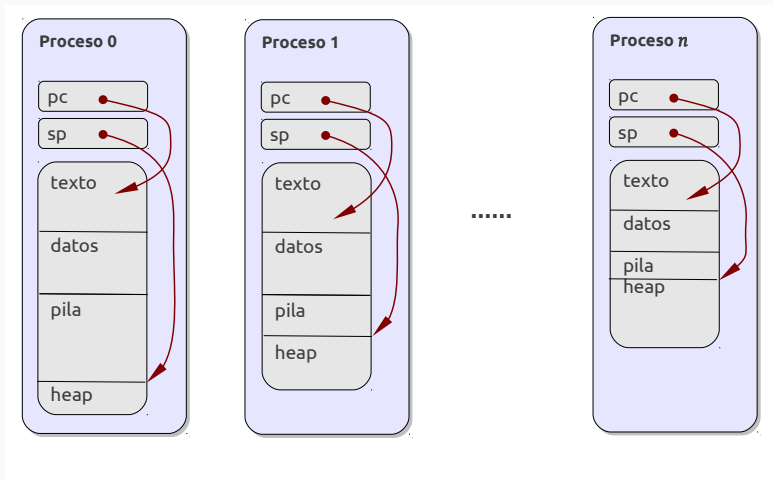 Proceso 0
pc
sp
texto
datos
pila
heap
Proceso 1
pc
sp
texto
datos
pila
heap
......
Proceso n
pc
sp
texto
datos
pila
heap